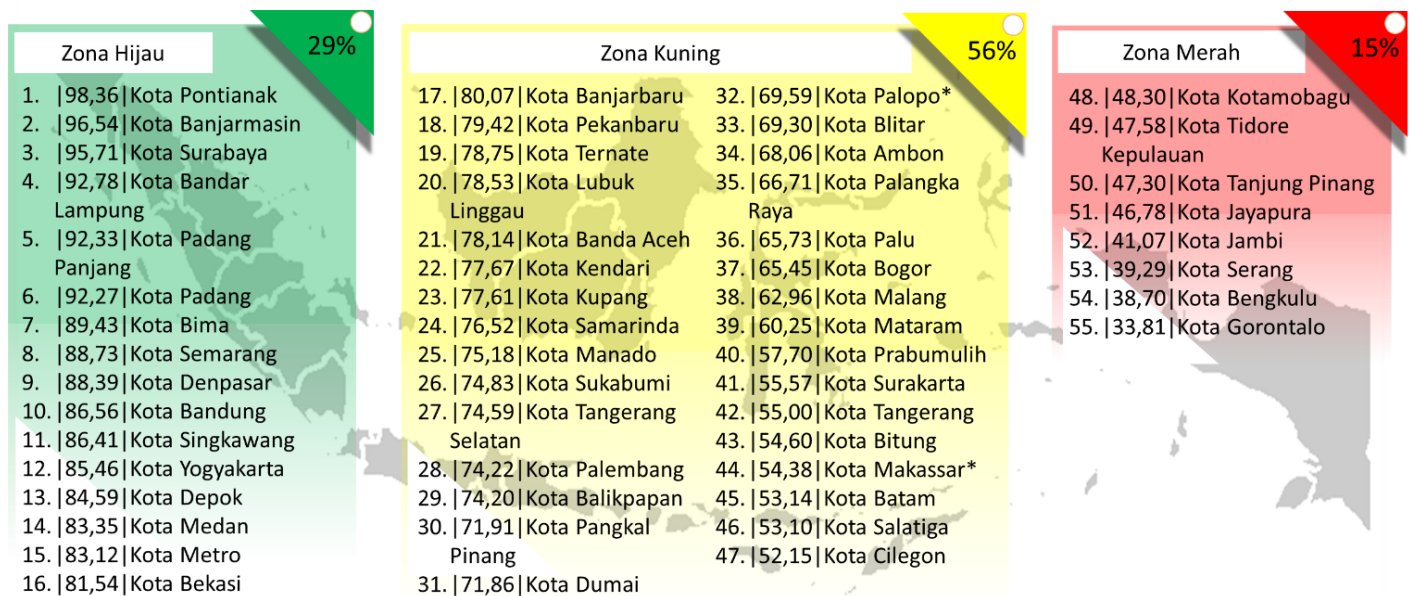 Zona Hijau
29%
1. |98,36|Kota Pontianak
2. |96,54|Kota Banjarmasin
3. |95,71|Kota Surabaya
4. |92,78|Kota Bandar
Lampung
5. |92,33|Kota Padang
Panjang
6. |92,27|Kota Padang
7. |89,43|Kota Bima
8. |88,73|Kota Semarang
9. |88,39|Kota Denpasar
10. |86,56|Kota Bandung
11. |86,41|Kota Singkawang
12. |85,46|Kota Yogyakarta
13. |84,59|Kota Depok
14. |83,35|Kota Medan
15. |83,12|Kota Metro
16. |81,54|Kota Bekasi
Zona Kuning
56%
17. |80,07|Kota Banjarbaru
18. |79,42|Kota Pekanbaru
19. |78,75|Kota Ternate
20. |78,53|Kota Lubuk
Linggau
21. |78,14|Kota Banda Aceh
22. |77,67|Kota Kendari
23. |77,61|Kota Kupang
24. |76,52|Kota Samarinda
25. |75,18|Kota Manado
26. |74,83|Kota Sukabumi
27. |74,59|Kota Tangerang
Selatan
28. |74,22|Kota Palembang
29. |74,20|Kota Balikpapan
30. |71,91|Kota Pangkal
Pinang
31. |71,86|Kota Dumai
32. |69,59|Kota Palopo*
33. |69,30|Kota Blitar
34. |68,06|Kota Ambon
35. |66,71|Kota Palangka
Raya
36. |65,73|Kota Palu
37. |65,45|Kota Bogor
38. |62,96|Kota Malang
39. |60,25|Kota Mataram
40. |57,70|Kota Prabumulih
41. |55,57|Kota Surakarta
42. |55,00|Kota Tangerang
43. |54,60|Kota Bitung
44. |54,38|Kota Makassar*
45. |53,14|Kota Batam
46. |53,10|Kota Salatiga
47. |52,15|Kota Cilegon
Zona Merah
15%
48. |48,30|Kota Kotamobagu
49. |47,58|Kota Tidore
Kepulauan
50. |47,30|Kota Tanjung Pinang
51. |46,78|Kota Jayapura
52. |41,07|Kota Jambi
53. |39,29|Kota Serang
54. |38,70|Kota Bengkulu
55. |33,81|Kota Gorontalo